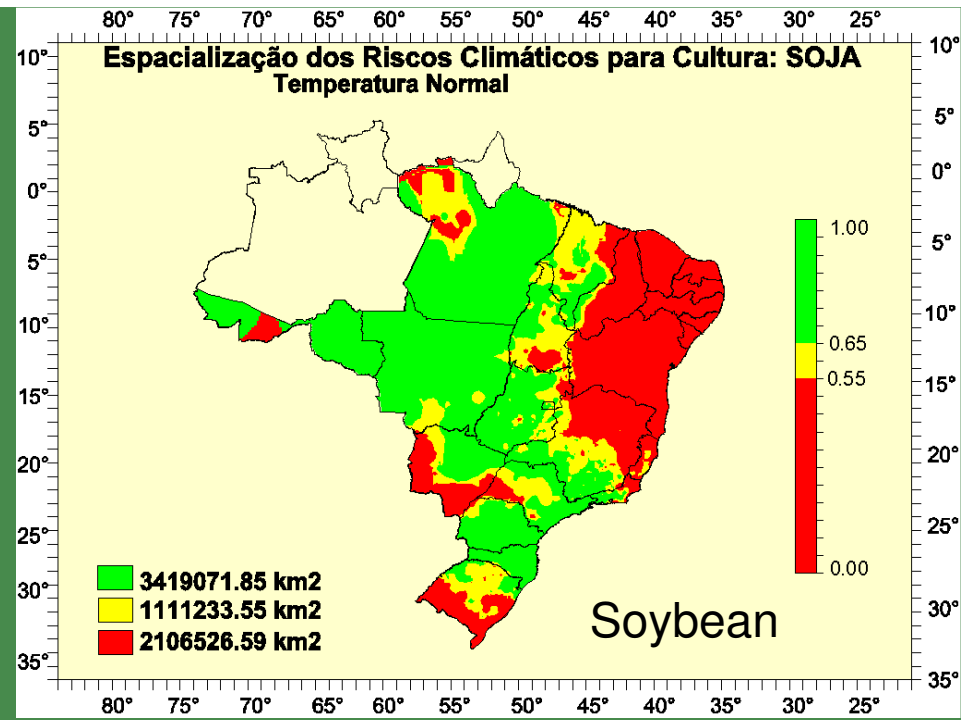 80° 75° 70° 65° 60° 55° 50° 45° 40° 35° 30° 25°
Espacialização dos Riscos Climáticos para Cultura: SOJA
Temperatura Normal
10° 10°
5° 5°
0° 0°
5° 5°
10° 10°
15° 15°
20° 20°
25° 25°
30° 30°
35° 35°
1.00
0.65
0.55
0.00
3419071.85 km2
1111233.55 km2
2106526.59 km2
Soybean
80° 75° 70° 65° 60° 55° 50° 45° 40° 35° 30° 25°